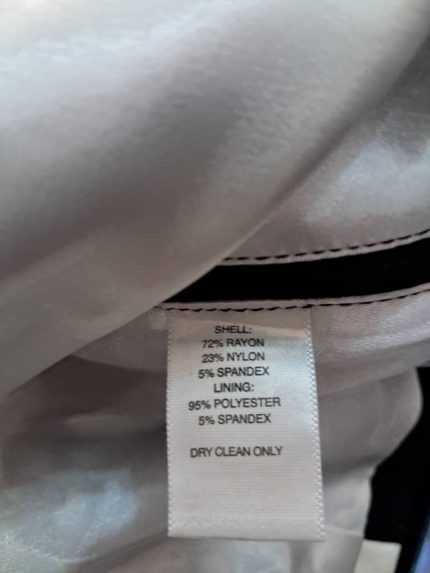 SHELL:
72% RAYON
23% NYLON
5% SPANDEX
LINING:
95% POLYESTER
5% SPANDEX
DRY CLEAN ONLY